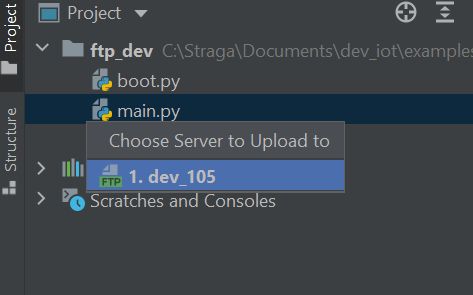 Project
Project
Structure
ftp_dev C:\Straga\Documents\dev_iot\examples
boot.py
main.py
Choose Server to Upload to
FTP 1. dev_105
Scratches and Consoles